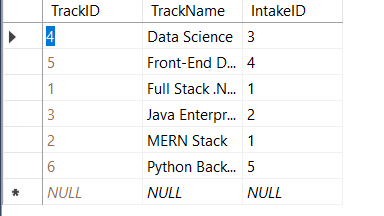 TrackID TrackName IntakeID
4 Data Science 3
5 Front-End D... 4
1 Full Stack .N... 1
3 Java Enterpr... 2
2 MERN Stack 1
6 Python Back... 5
NULL NULL NULL